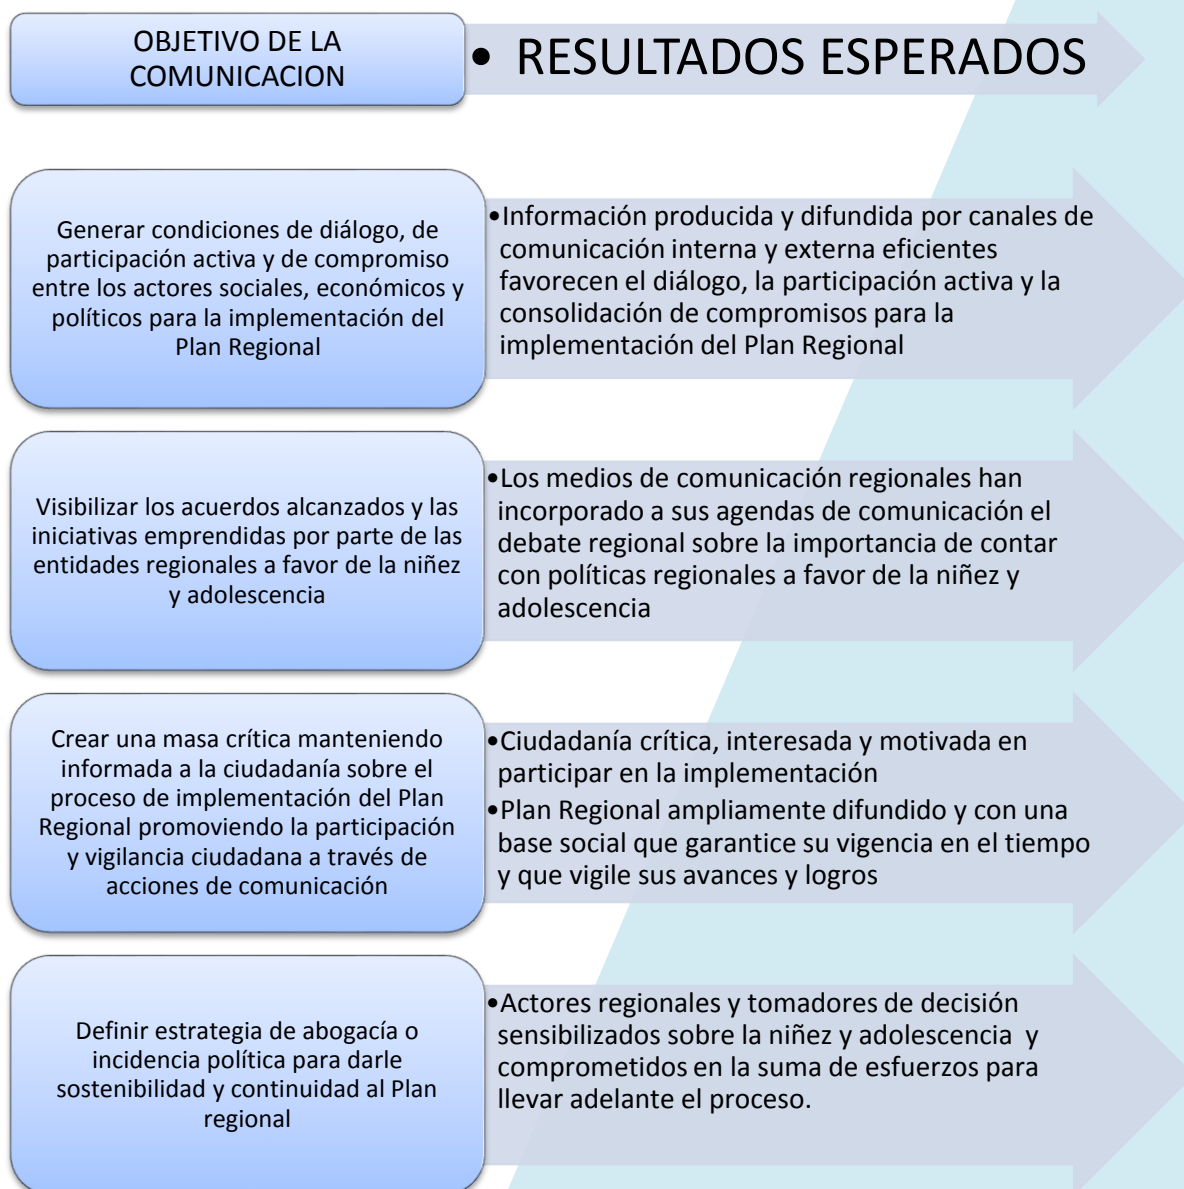 OBJETIVO DE LA
COMUNICACION
• RESULTADOS ESPERADOS
Generar condiciones de diálogo, de
participación activa y de compromiso
entre los actores sociales, económicos y
políticos para la implementación del
Plan Regional
•Información producida y difundida por canales de
comunicación interna y externa eficientes
favorecen el diálogo, la participación activa y la
consolidación de compromisos para la
implementación del Plan Regional
Visibilizar los acuerdos alcanzados y las
iniciativas emprendidas por parte de las
entidades regionales a favor de la niñez
y adolescencia
•Los medios de comunicación regionales han
incorporado a sus agendas de comunicación el
debate regional sobre la importancia de contar
con políticas regionales a favor de la niñez y
adolescencia
Crear una masa crítica manteniendo
informada a la ciudadanía sobre el
proceso de implementación del Plan
Regional promoviendo la participación
y vigilancia ciudadana a través de
acciones de comunicación
•Ciudadanía crítica, interesada y motivada en
participar en la implementación
•Plan Regional ampliamente difundido y con una
base social que garantice su vigencia en el tiempo
y que vigile sus avances y logros
Definir estrategia de abogacía o
incidencia política para darle
sostenibilidad y continuidad al Plan
regional
•Actores regionales y tomadores de decisión
sensibilizados sobre la niñez y adolescencia y
comprometidos en la suma de esfuerzos para
llevar adelante el proceso.